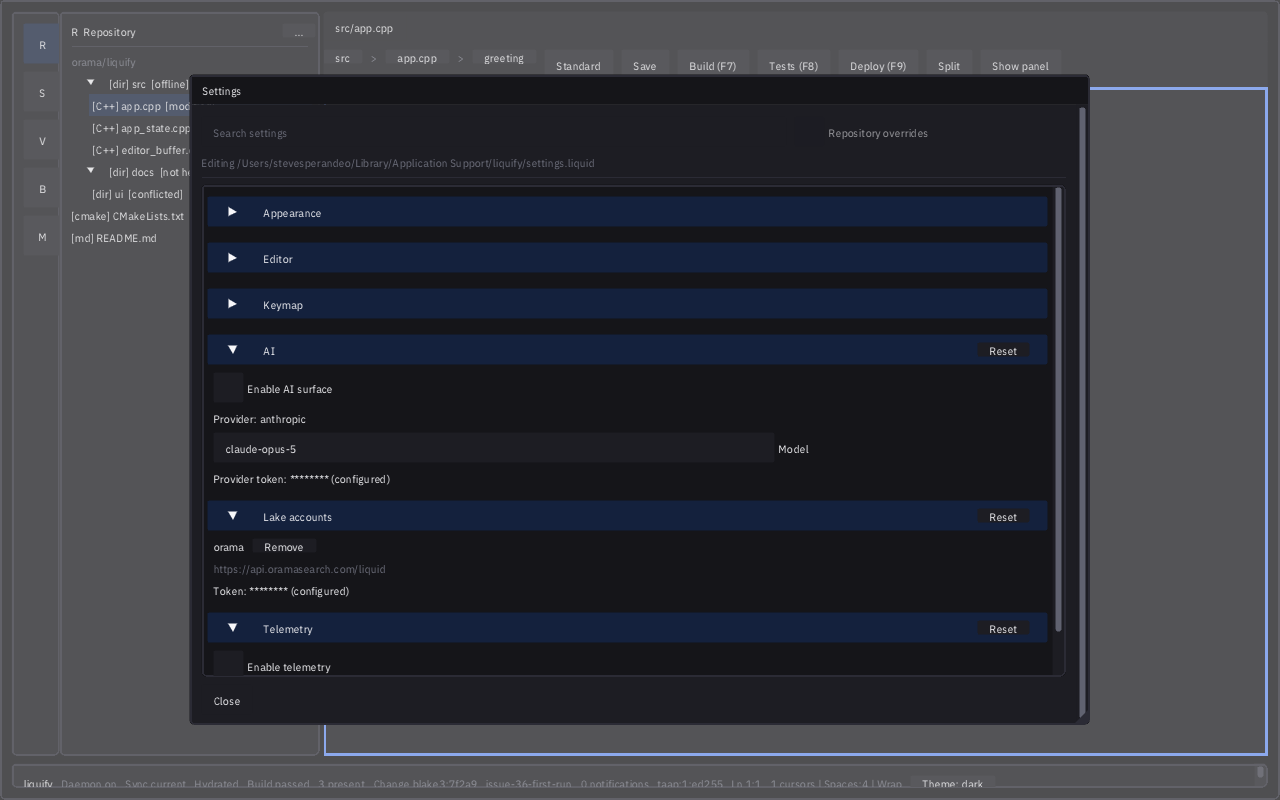 R
S
V
B
M
R Repository
...
orama/liquify
[dir] src [offline]
[C++] app.cpp [mod
[C++] app_state.cpp
[C++] editor_buffer.
[dir] docs [not he
[dir] ui [conflicted]
[cmake] CMakeLists.txt
[md] README.md
src/app.cpp
src > app.cpp > greeting
Standard Save Build (F7) Tests (F8) Deploy (F9) Split Show panel
Settings
Search settings
Repository overrides
Editing /Users/stevesperandeo/Library/Application Support/liquify/settings.liquid
Appearance
Editor
Keymap
AI Reset
Enable AI surface
Provider: anthropic
claude-opus-5 Model
Provider token: ******** (configured)
Lake accounts Reset
orama Remove
https://api.oramasearch.com/liquid
Token: ******** (configured)
Telemetry Reset
Enable telemetry
Close
liquify Daemon on Sync current Hydrated Build passed 3 present Change blake3:7f2a9 issue-36-first-run 0 notifications taap:1:ed255 Ln 1:1 1 cursors | Spaces:4 | Wrap Theme: dark